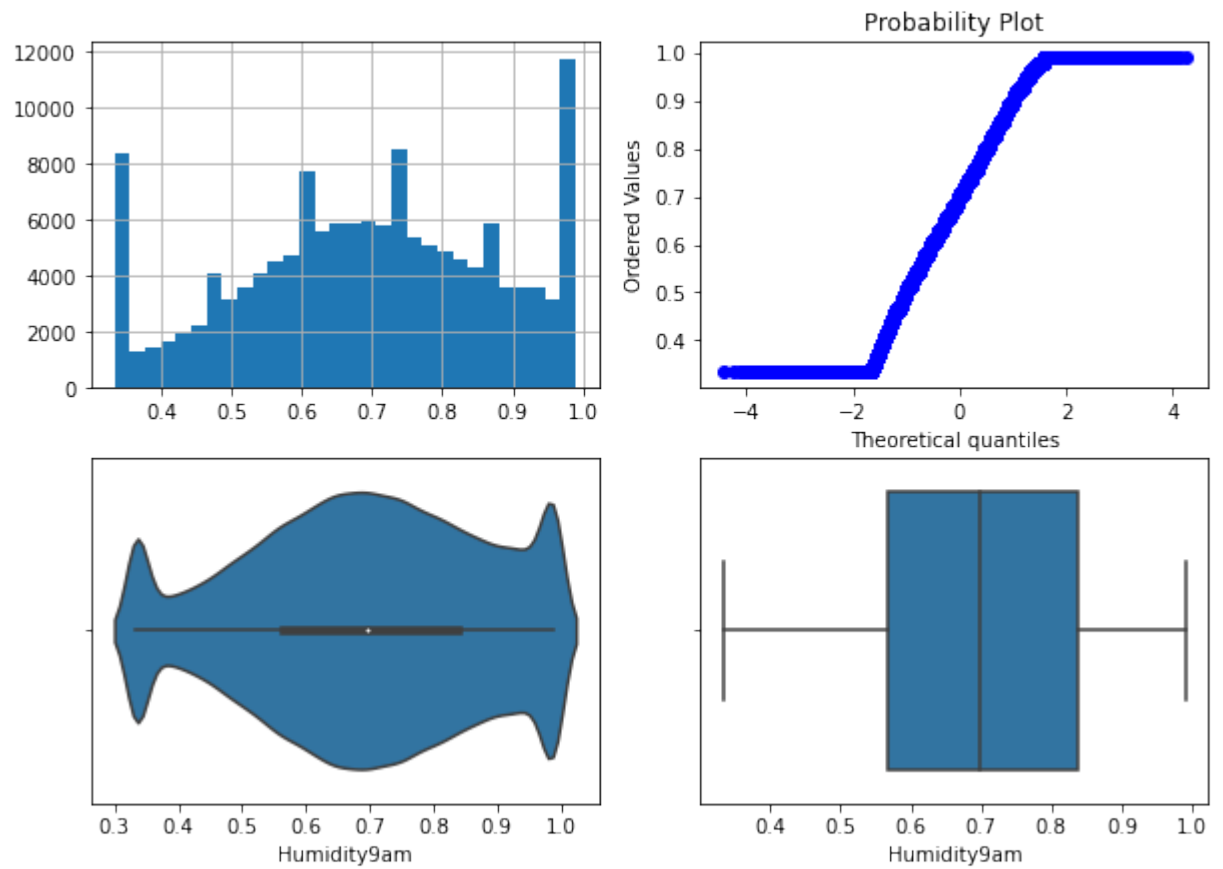 12000
10000
8000
6000
4000
2000
0
0.4 0.5 0.6 0.7 0.8 0.9 1.0
Probability Plot
Ordered Values
1.0
0.9
0.8
0.7
0.6
0.5
0.4
−4 −2 0 2 4
Theoretical quantiles
0.3 0.4 0.5 0.6 0.7 0.8 0.9 1.0
Humidity9am
0.4 0.5 0.6 0.7 0.8 0.9 1.0
Humidity9am